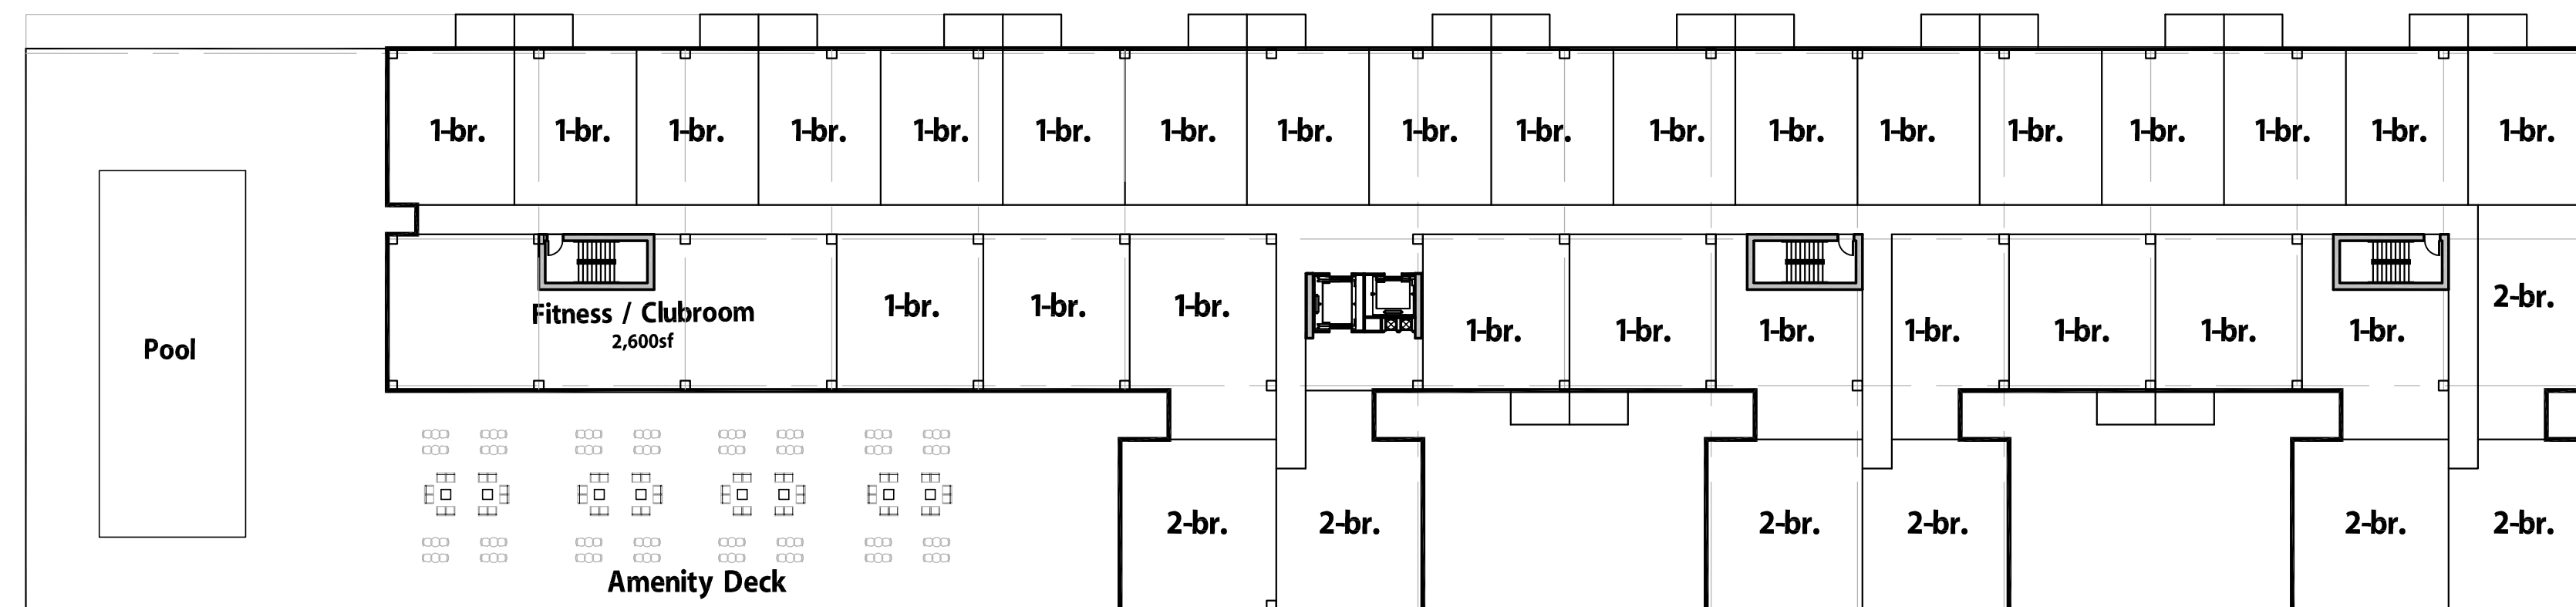 1-br. 1-br. 1-br. 1-br. 1-br. 1-br. 1-br. 1-br. 1-br. 1-br. 1-br. 1-br. 1-br. 1-br. 1-br. 1-br. 1-br. 1-br.
2-br.
Fitness / Clubroom
2,600sf
1-br. 1-br. 1-br.
1-br. 1-br. 1-br. 1-br. 1-br. 1-br. 1-br.
Pool
2-br. 2-br. 2-br. 2-br. 2-br. 2-br.
Amenity Deck